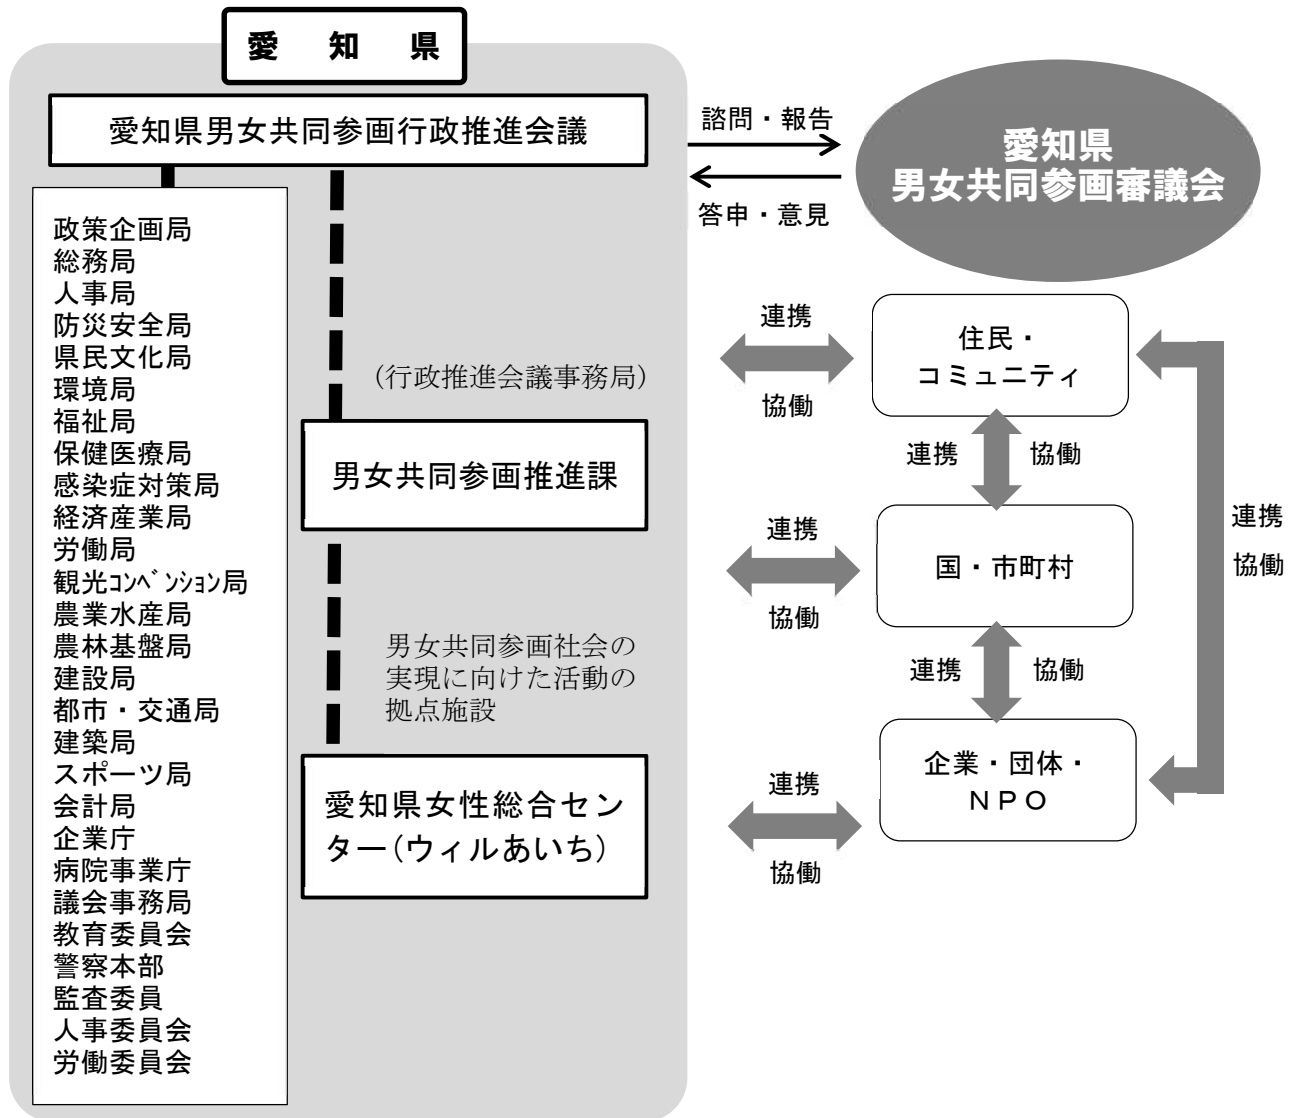 愛　知　県
愛知県男女共同参画行政推進会議
政策企画局
総務局
人事局
防災安全局
県民文化局
環境局
福祉局
保健医療局
感染症対策局
経済産業局
労働局
観光ｺﾝﾍﾞﾝｼｮﾝ局
農業水産局
農林基盤局
建設局
都市・交通局
建築局
スポーツ局
会計局
企業庁
病院事業庁
議会事務局
教育委員会
警察本部
監査委員
人事委員会
労働委員会
（行政推進会議事務局）
男女共同参画推進課
男女共同参画社会の
実現に向けた活動の
拠点施設
愛知県女性総合セン
ター（ウィルあいち）
諮問・報告
答申・意見
愛知県
男女共同参画審議会
連携
協働
住民・
コミュニティ
連携　協働
連携
協働
国・市町村
連携　協働
連携
協働
企業・団体・
ＮＰＯ
連携
協働